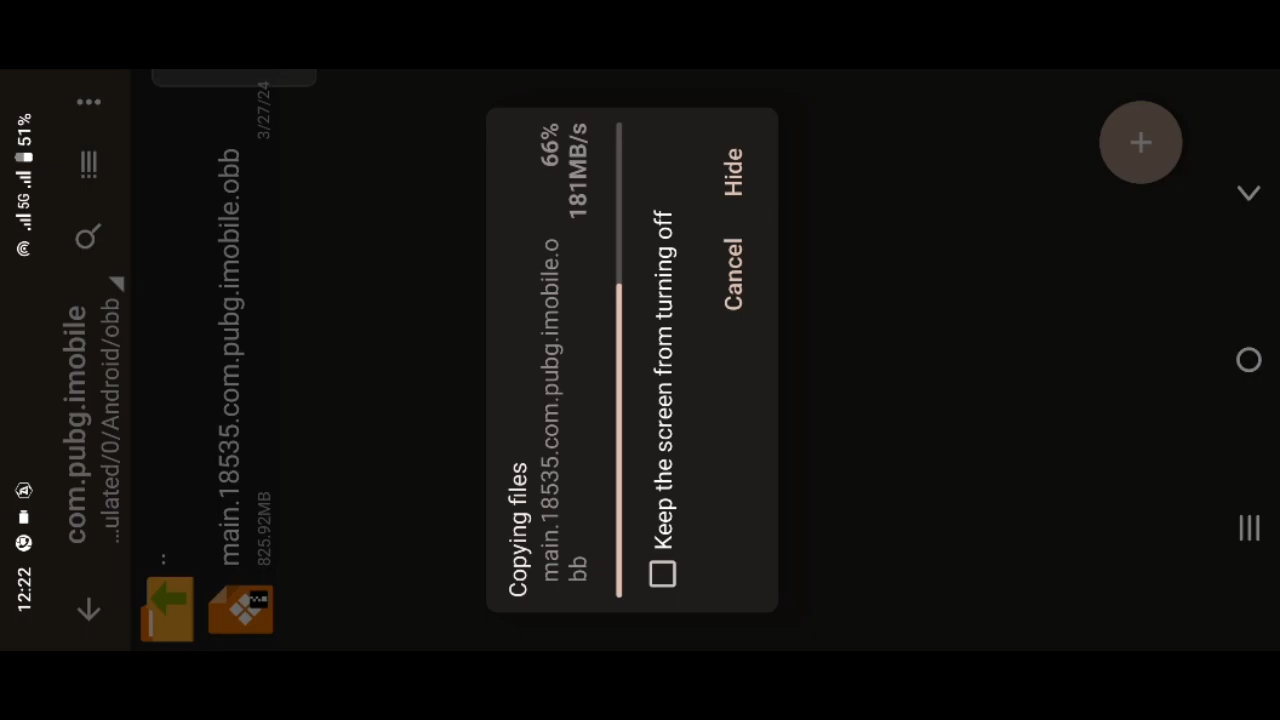 12:22
5G
51%
com.pubg.imobile
...ulated/0/Android/obb
..
main.18535.com.pubg.imobile.obb
825.92MB
3/27/24
Copying files
main.18535.com.pubg.imobile.o
bb
66%
181MB/s
Keep the screen from turning off
Cancel
Hide